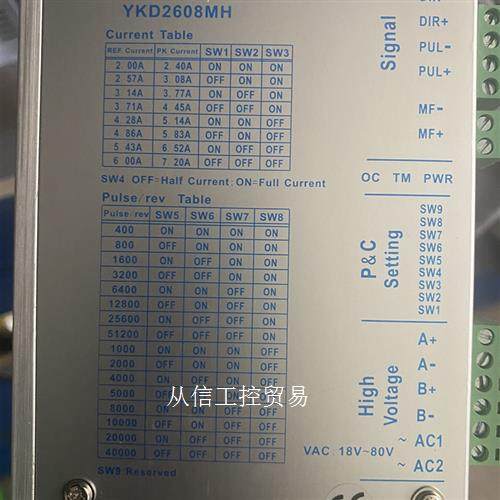 YKD2608MH
Current Table
REF. Current PK Current SW1 SW2 SW3
2.00A 2.40A ON ON ON
2.57A 3.08A OFF ON ON
3.14A 3.77A ON OFF ON
3.71A 4.45A OFF OFF ON
4.28A 5.14A ON ON OFF
4.86A 5.83A OFF ON OFF
5.43A 6.52A ON OFF OFF
6.00A 7.20A OFF OFF OFF
SW4 OFF=Half Current; ON=Full Current
Pulse/rev Table
Pulse/rev SW5 SW6 SW7 SW8
400 ON ON ON ON
800 OFF ON ON ON
1600 ON OFF ON ON
3200 OFF OFF ON ON
6400 ON ON OFF ON
12800 OFF ON OFF ON
25600 ON OFF OFF ON
51200 OFF OFF OFF ON
1000 ON ON ON OFF
2000 OFF ON ON OFF
4000 ON OFF ON OFF
5000 OFF OFF ON OFF
8000 ON ON OFF OFF
10000 OFF ON OFF OFF
20000 ON OFF OFF OFF
40000 OFF OFF OFF OFF
SW9 Reserved
从信工控贸易
Signal
DIR-
DIR+
PUL-
PUL+
MF-
MF+
OC TM PWR
P&C
Setting
SW9
SW8
SW7
SW6
SW5
SW4
SW3
SW2
SW1
High
Voltage
A+
A-
B+
B-
~ AC1
VAC 18V~80V
~ AC2